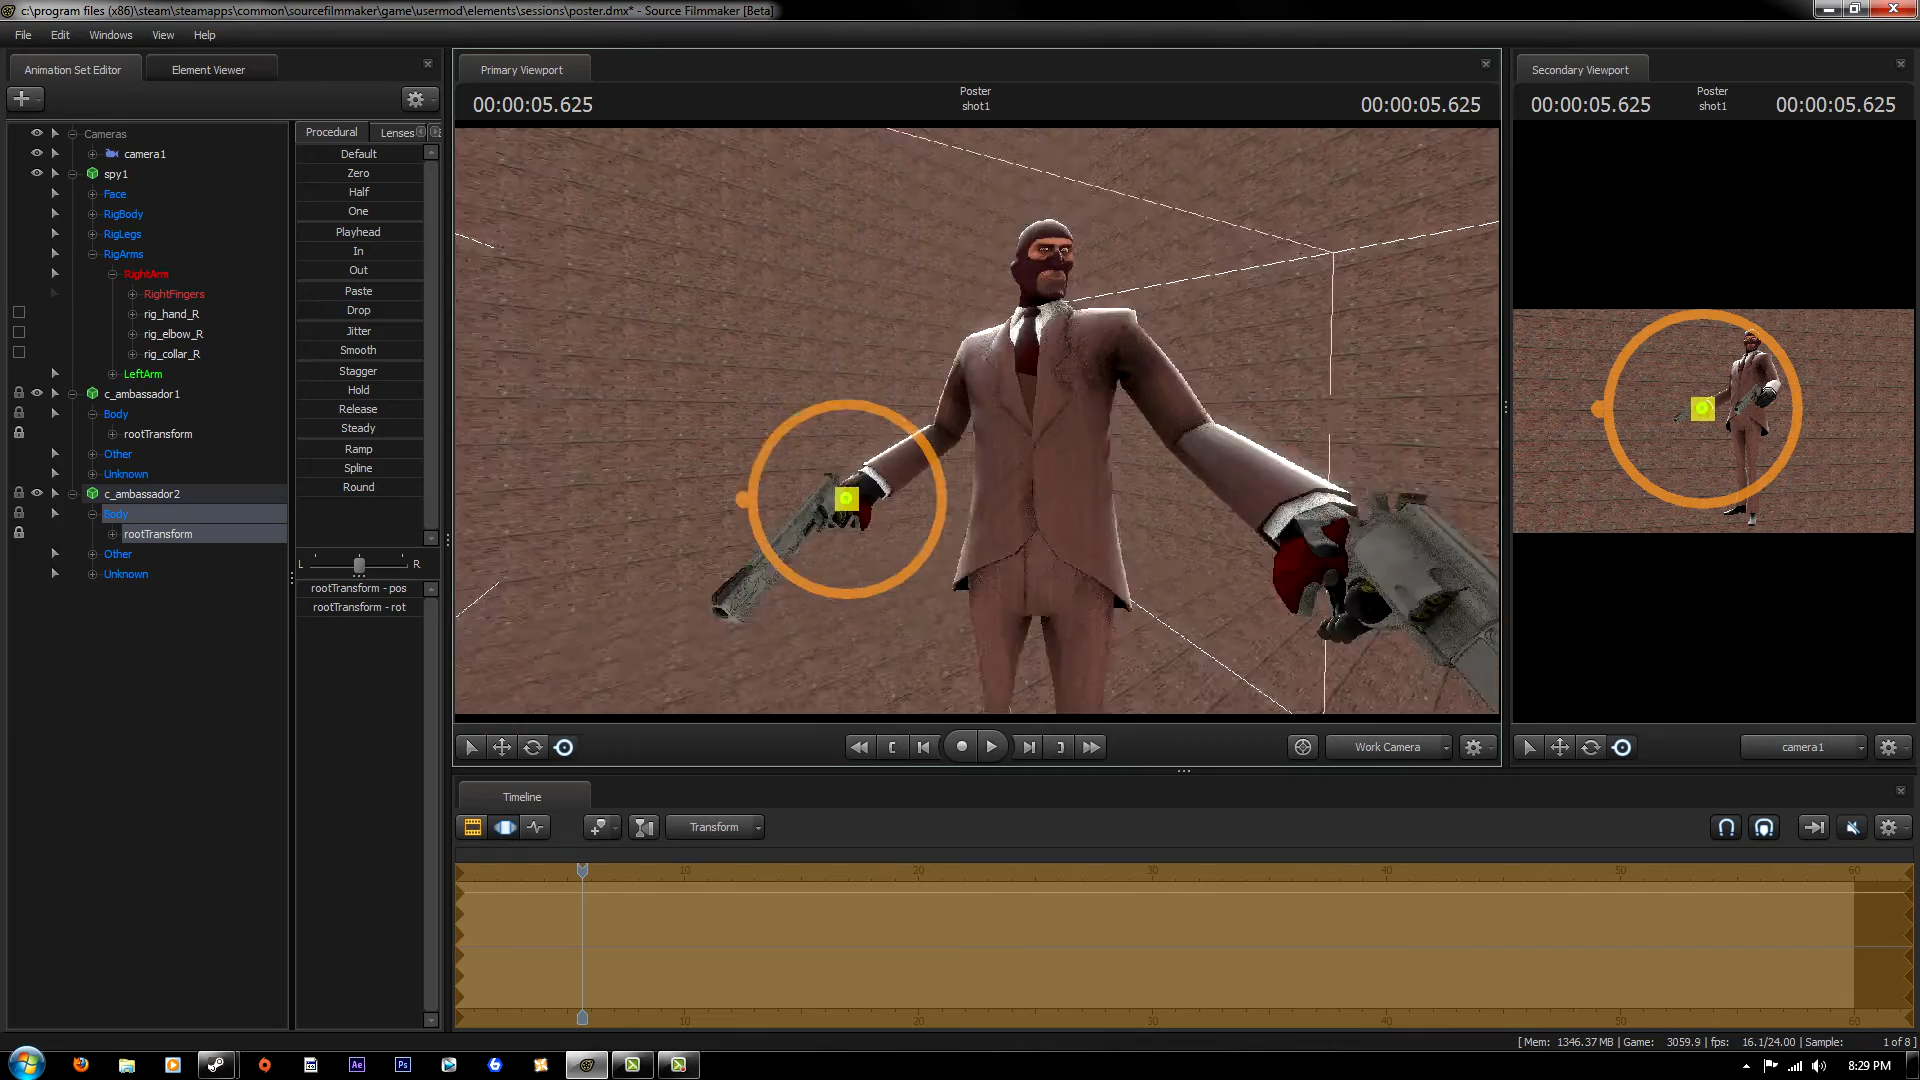 c:\program files (x86)\steam\steamapps\common\sourcefilmmaker\game\usermod\elements\sessions\poster.dmx* - Source Filmmaker [Beta]
File Edit Windows View Help
Animation Set Editor Element Viewer
Cameras
camera1
spy1
Face
RigBody
RigLegs
RigArms
RightArm
RightFingers
rig_hand_R
rig_elbow_R
rig_collar_R
LeftArm
c_ambassador1
Body
rootTransform
Other
Unknown
c_ambassador2
Body
rootTransform
Other
Unknown
Procedural Lenses
Default
Zero
Half
One
Playhead
In
Out
Paste
Drop
Jitter
Smooth
Stagger
Hold
Release
Steady
Ramp
Spline
Round
L R
rootTransform - pos
rootTransform - rot
Primary Viewport
00:00:05.625
Poster
shot1
00:00:05.625
Work Camera
Secondary Viewport
00:00:05.625
Poster
shot1
00:00:05.625
camera1
Timeline
Transform
10 20 30 40 50 60
10 20 30 40 50 60
[ Mem: 1346.37 MB | Game: 3059.9 | fps: 16.1/24.00 | Sample: 1 of 8 ]
Ae Ps
8:29 PM